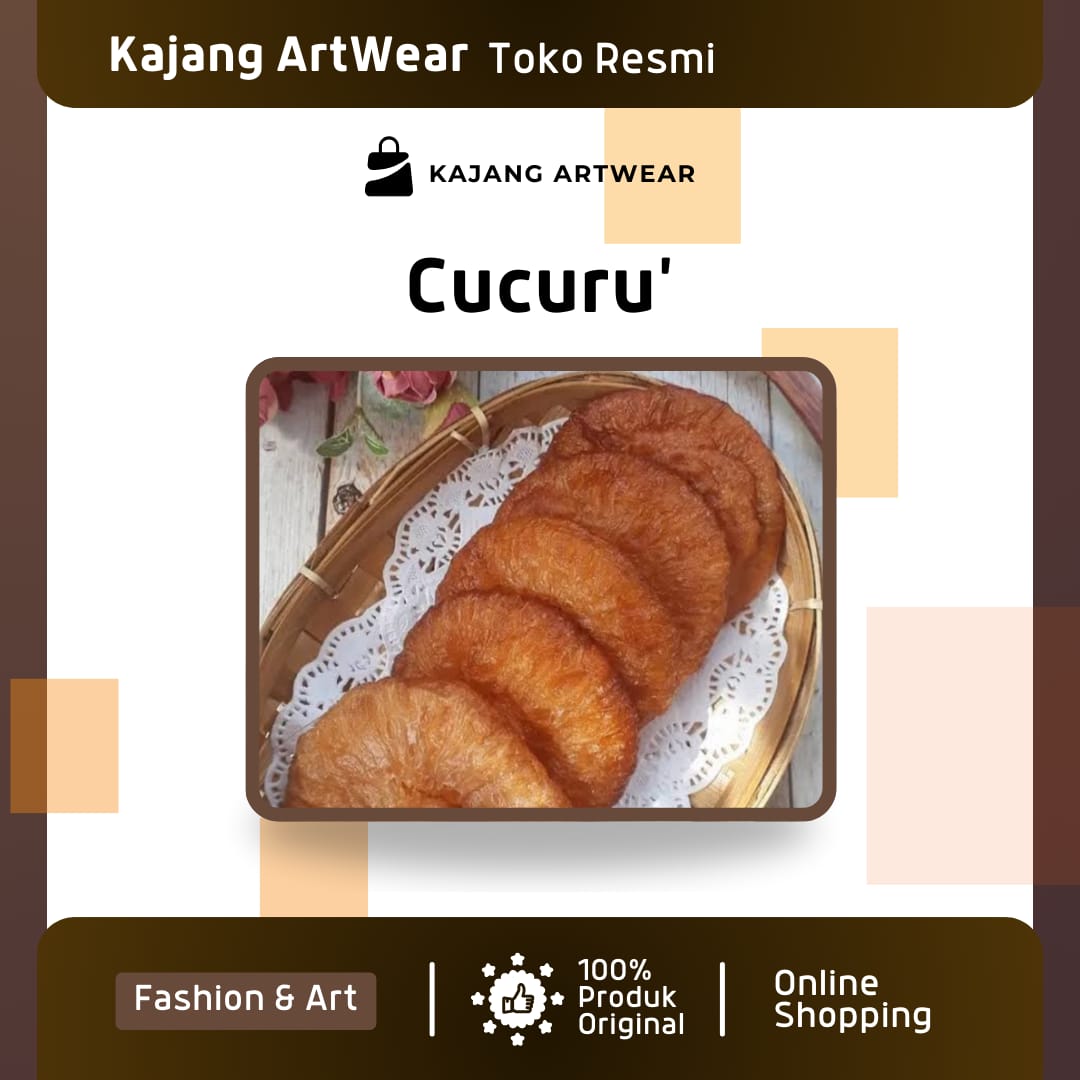 Kajang ArtWear Toko Resmi
KAJANG ARTWEAR
Cucuru'
Fashion & Art
100%
Produk
Original
Online
Shopping